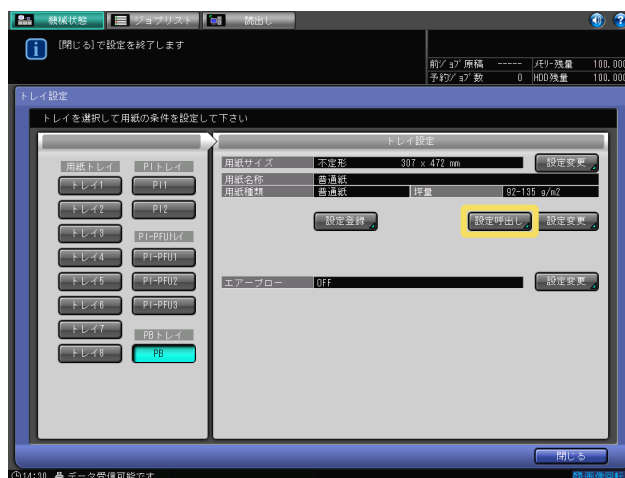 機械状態 ジョブリスト 読出し
[閉じる]で設定を終了します
前ジョブ原稿 ----- メモリ-残量 100.000
予約ジョブ数 0 HDD残量 100.000
トレイ設定
トレイを選択して用紙の条件を設定して下さい
トレイ設定
用紙トレイ PIトレイ
トレイ1 PI1
トレイ2 PI2
トレイ3 PI-PFUトレイ
トレイ4 PI-PFU1
トレイ5 PI-PFU2
トレイ6 PI-PFU3
トレイ7 PBトレイ
トレイ8 PB
用紙サイズ 不定形 307 x 472 mm 設定変更
用紙名称 普通紙
用紙種類 普通紙 坪量 92-135 g/m2
設定登録 設定呼出し 設定変更
エアーブロー OFF 設定変更
閉じる
14:30 データ受信可能です 画像回転